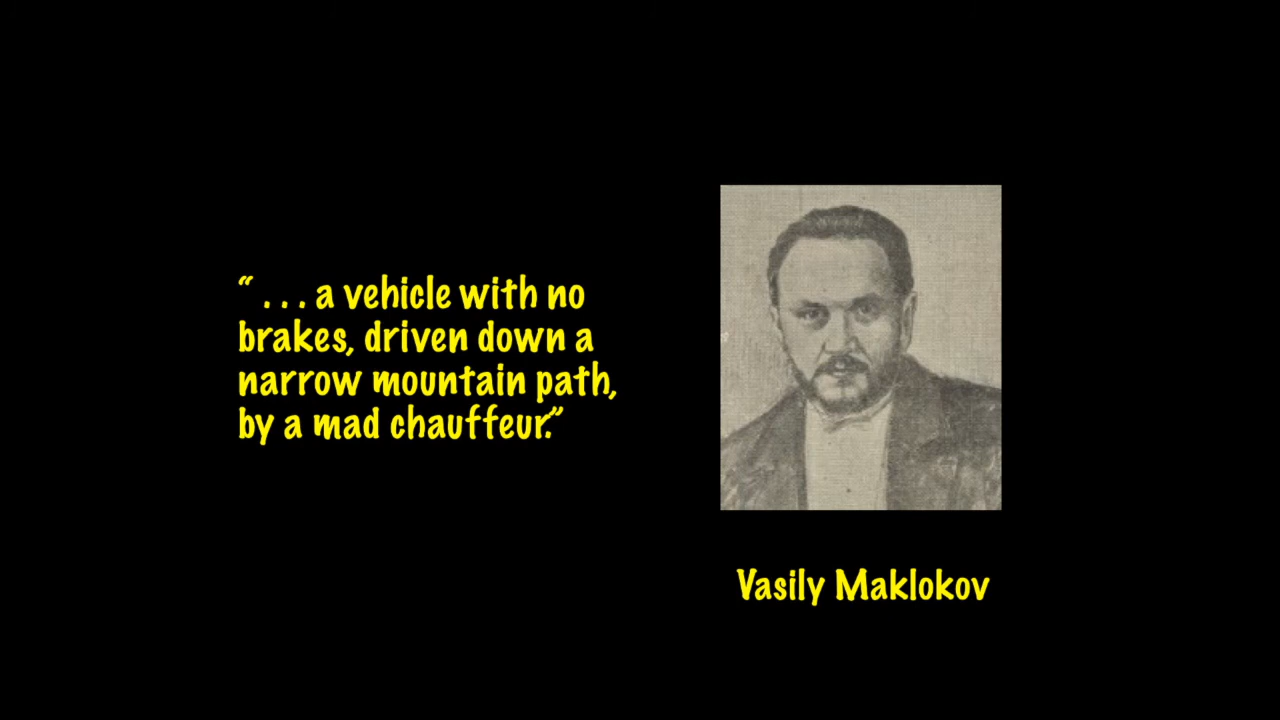 “ . . . a vehicle with no
brakes, driven down a
narrow mountain path,
by a mad chauffeur.”
Vasily Maklokov